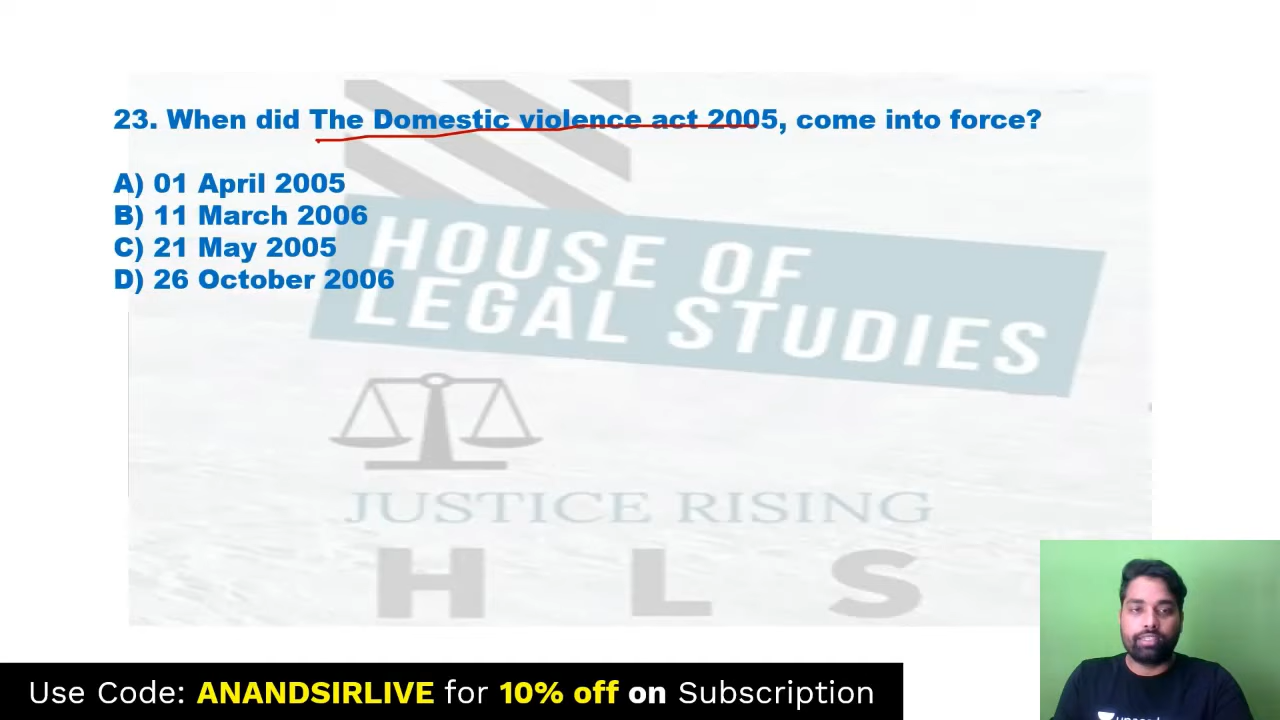 23. When did The Domestic violence act 2005, come into force?
A) 01 April 2005
B) 11 March 2006
C) 21 May 2005
D) 26 October 2006
HOUSE OF
LEGAL STUDIES
JUSTICE RISING
H L S
Use Code: ANANDSIRLIVE for 10% off on Subscription